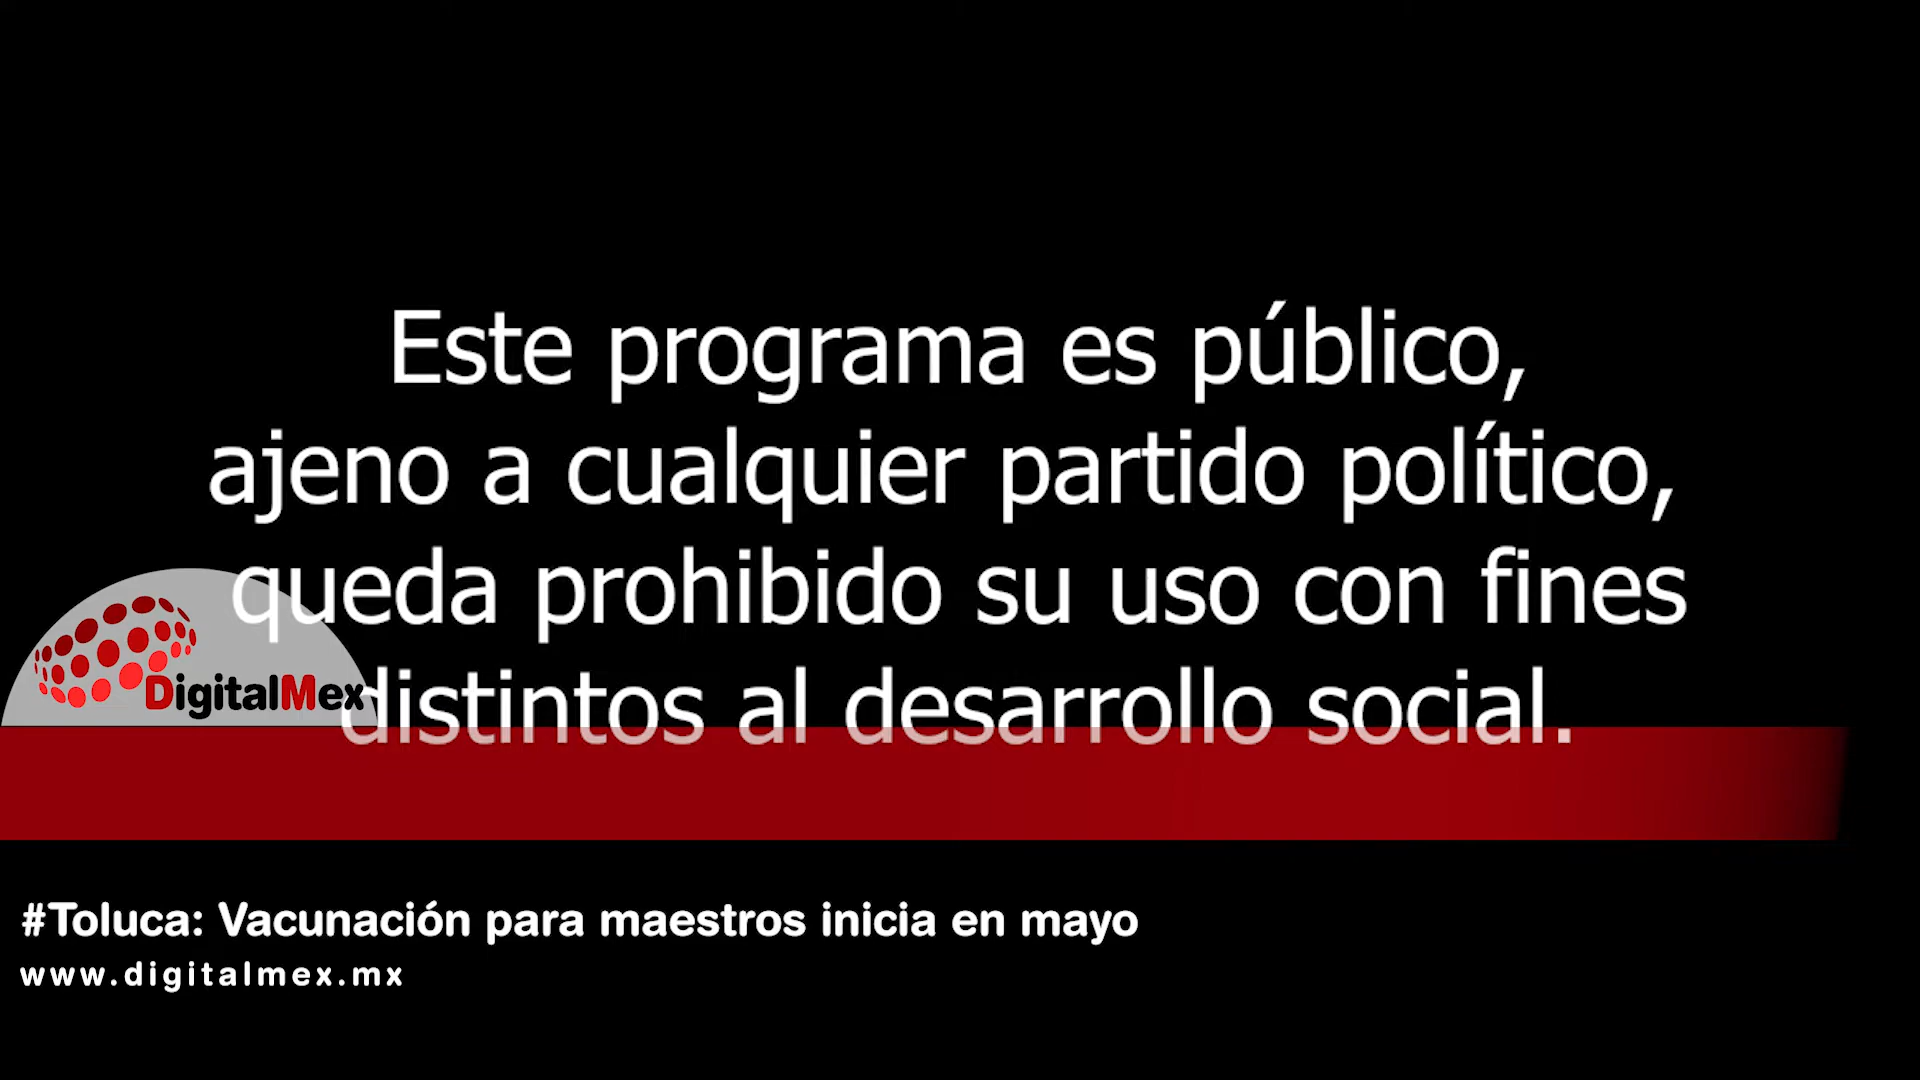 Este programa es público,
ajeno a cualquier partido político,
queda prohibido su uso con fines
distintos al desarrollo social.
DigitalMex
#Toluca: Vacunación para maestros inicia en mayo
www.digitalmex.mx